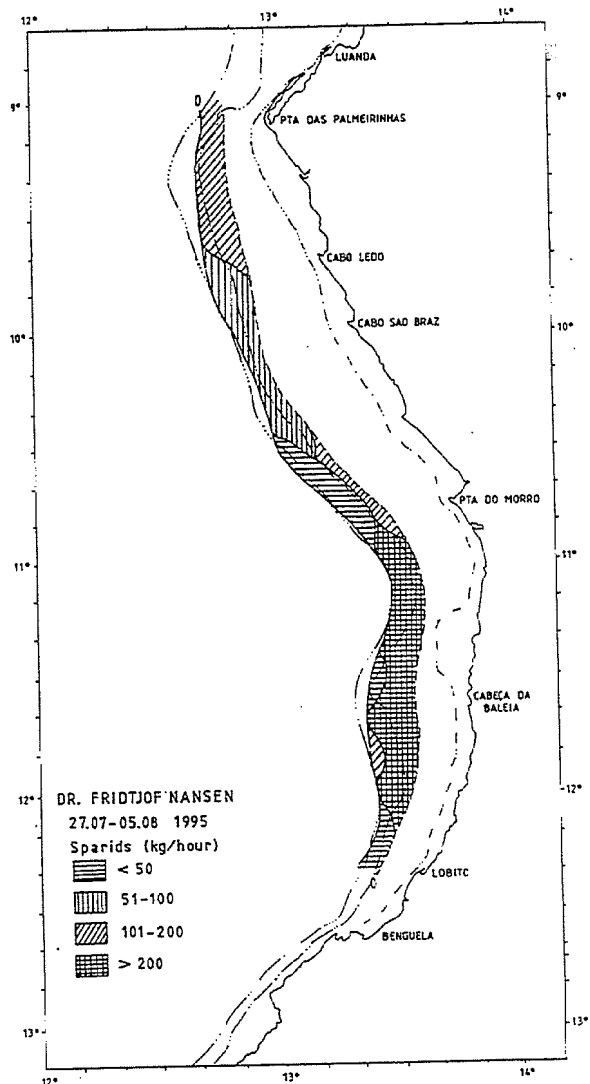 12°
13°
14°
LUANDA
9°
9°
D
PTA DAS PALMEIRINHAS
CABO LEDO
10°
CABO SAO BRAZ
10°
PTA DO MORRO
11°
11°
CABEÇA DA
BALEIA
12°
12°
DR. FRIDTJOF NANSEN
27.07-05.08 1995
Sparids (kg/hour)
< 50
51-100
101-200
> 200
LOBITC
C
BENGUELA
13°
13°
12°
13°
14°